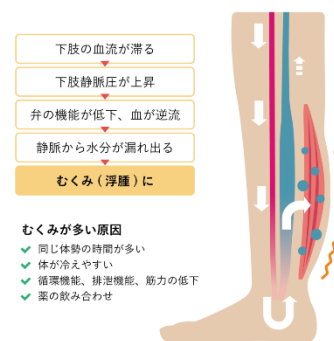 下肢の血流が滞る
下肢静脈圧が上昇
弁の機能が低下、血が逆流
静脈から水分が漏れ出る
むくみ ( 浮腫 ) に
むくみが多い原因
同じ体勢の時間が多い
体が冷えやすい
循環機能、排泄機能、筋力の低下
薬の飲み合わせ